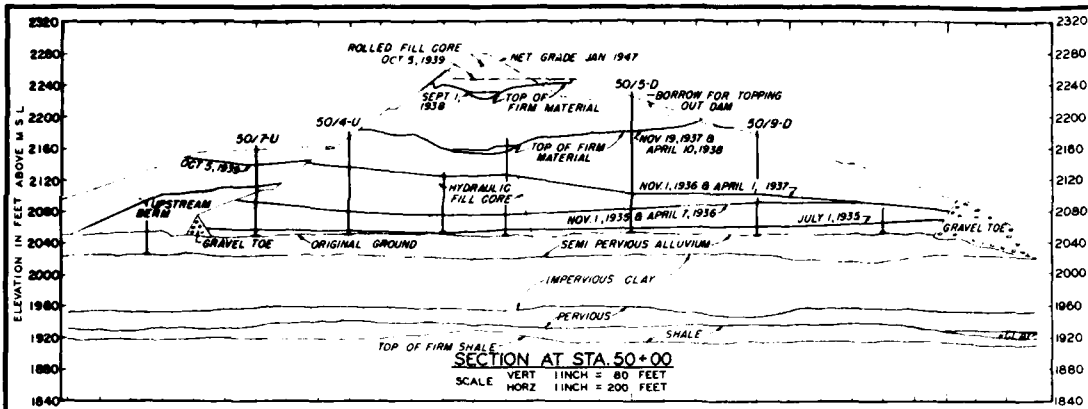 2320
2280
2240
2200
2160
2120
2080
2040
2000
1960
1920
1880
1840
ELEVATION IN FEET ABOVE M.S.L.
ROLLED FILL CORE
OCT 5, 1939
NET GRADE JAN 1947
SEPT 1,
1938
TOP OF
FIRM MATERIAL
50/5-D
BORROW FOR TOPPING
OUT DAM
50/4-U
50/7-U
50/9-D
TOP OF FIRM
MATERIAL
NOV 19, 1937 &
APRIL 10, 1938
OCT 5, 1936
HYDRAULIC
FILL CORE
NOV. 1, 1936 & APRIL 1, 1937
UPSTREAM
BERM
NOV. 1, 1935 & APRIL 7, 1936
JULY 1, 1935
GRAVEL TOE
ORIGINAL GROUND
GRAVEL TOE
SEMI PERVIOUS ALLUVIUM
IMPERVIOUS CLAY
PERVIOUS
SHALE
CLAY
TOP OF FIRM SHALE
SECTION AT STA. 50+00
SCALE VERT 1 INCH = 80 FEET
HORZ 1 INCH = 200 FEET
2320
2280
2240
2200
2160
2120
2080
2040
2000
1960
1920
1880
1840